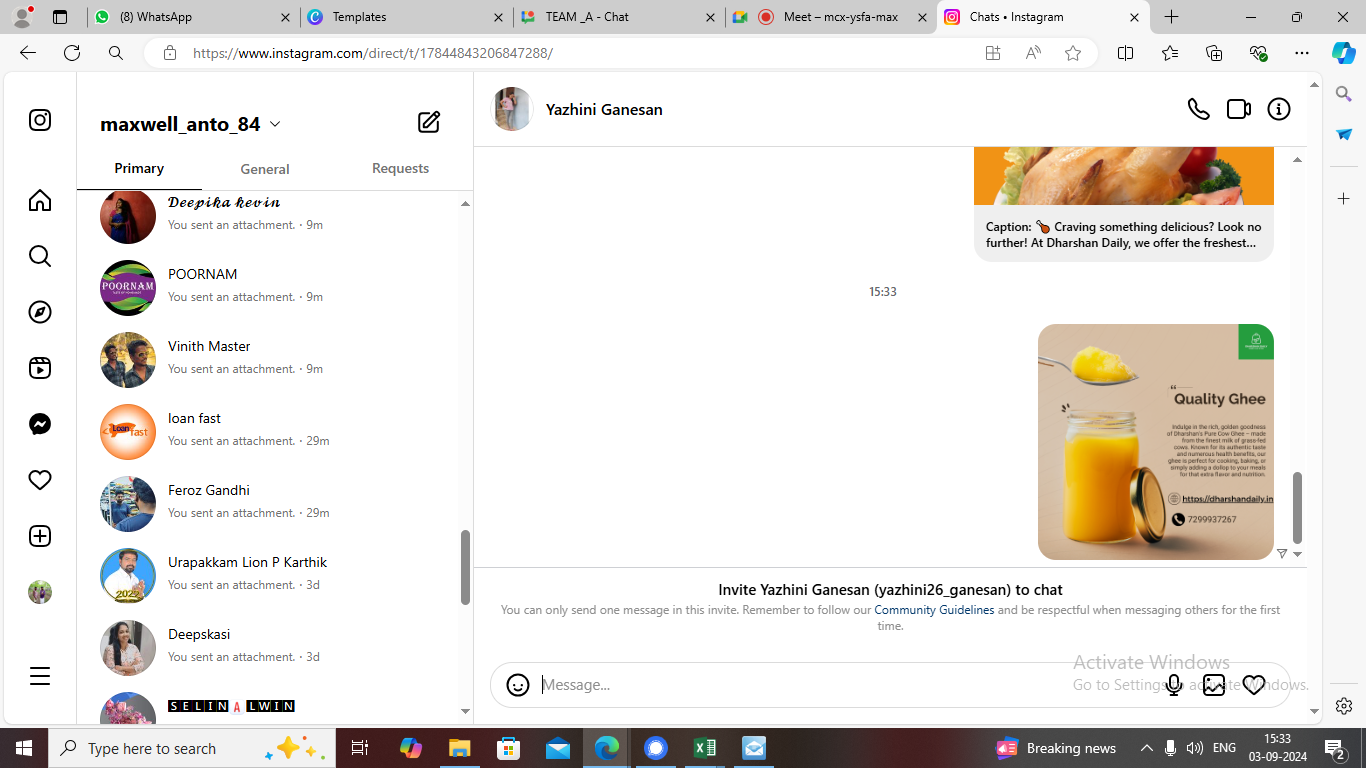 (8) WhatsApp
Templates
TEAM _A - Chat
Meet – mcx-ysfa-max
Chats • Instagram
https://www.instagram.com/direct/t/17844843206847288/
maxwell_anto_84
Primary
General
Requests
𝓓𝓮𝓮𝓹𝓲𝓴𝓪 𝓴𝓮𝓿𝓲𝓷
You sent an attachment. · 9m
POORNAM
POORNAM
You sent an attachment. · 9m
Vinith Master
You sent an attachment. · 9m
Loan fast
loan fast
You sent an attachment. · 29m
Feroz Gandhi
You sent an attachment. · 29m
2022
Urapakkam Lion P Karthik
You sent an attachment. · 3d
Deepskasi
You sent an attachment. · 3d
🆂🅴🅻🅸🅽🅰🅻🆆🅸🅽
Yazhini Ganesan
Caption: 🍗 Craving something delicious? Look no
further! At Dharshan Daily, we offer the freshest...
15:33
“
Quality Ghee
Indulge in the rich, golden goodness
of Dharshan's Pure Cow Ghee – made
from the finest milk of grass-fed
cows. Known for its authentic taste
and numerous health benefits, our
ghee is perfect for cooking, baking, or
simply adding a dollop to your meals
for that extra flavor and nutrition.
https://dharshandaily.in
7299937267
Invite Yazhini Ganesan (yazhini26_ganesan) to chat
You can only send one message in this invite. Remember to follow our Community Guidelines and be respectful when messaging others for the first
time.
Message...
Activate Windows
Go to Settings to activate Windows.
Type here to search
Breaking news
ENG
15:33
03-09-2024
2